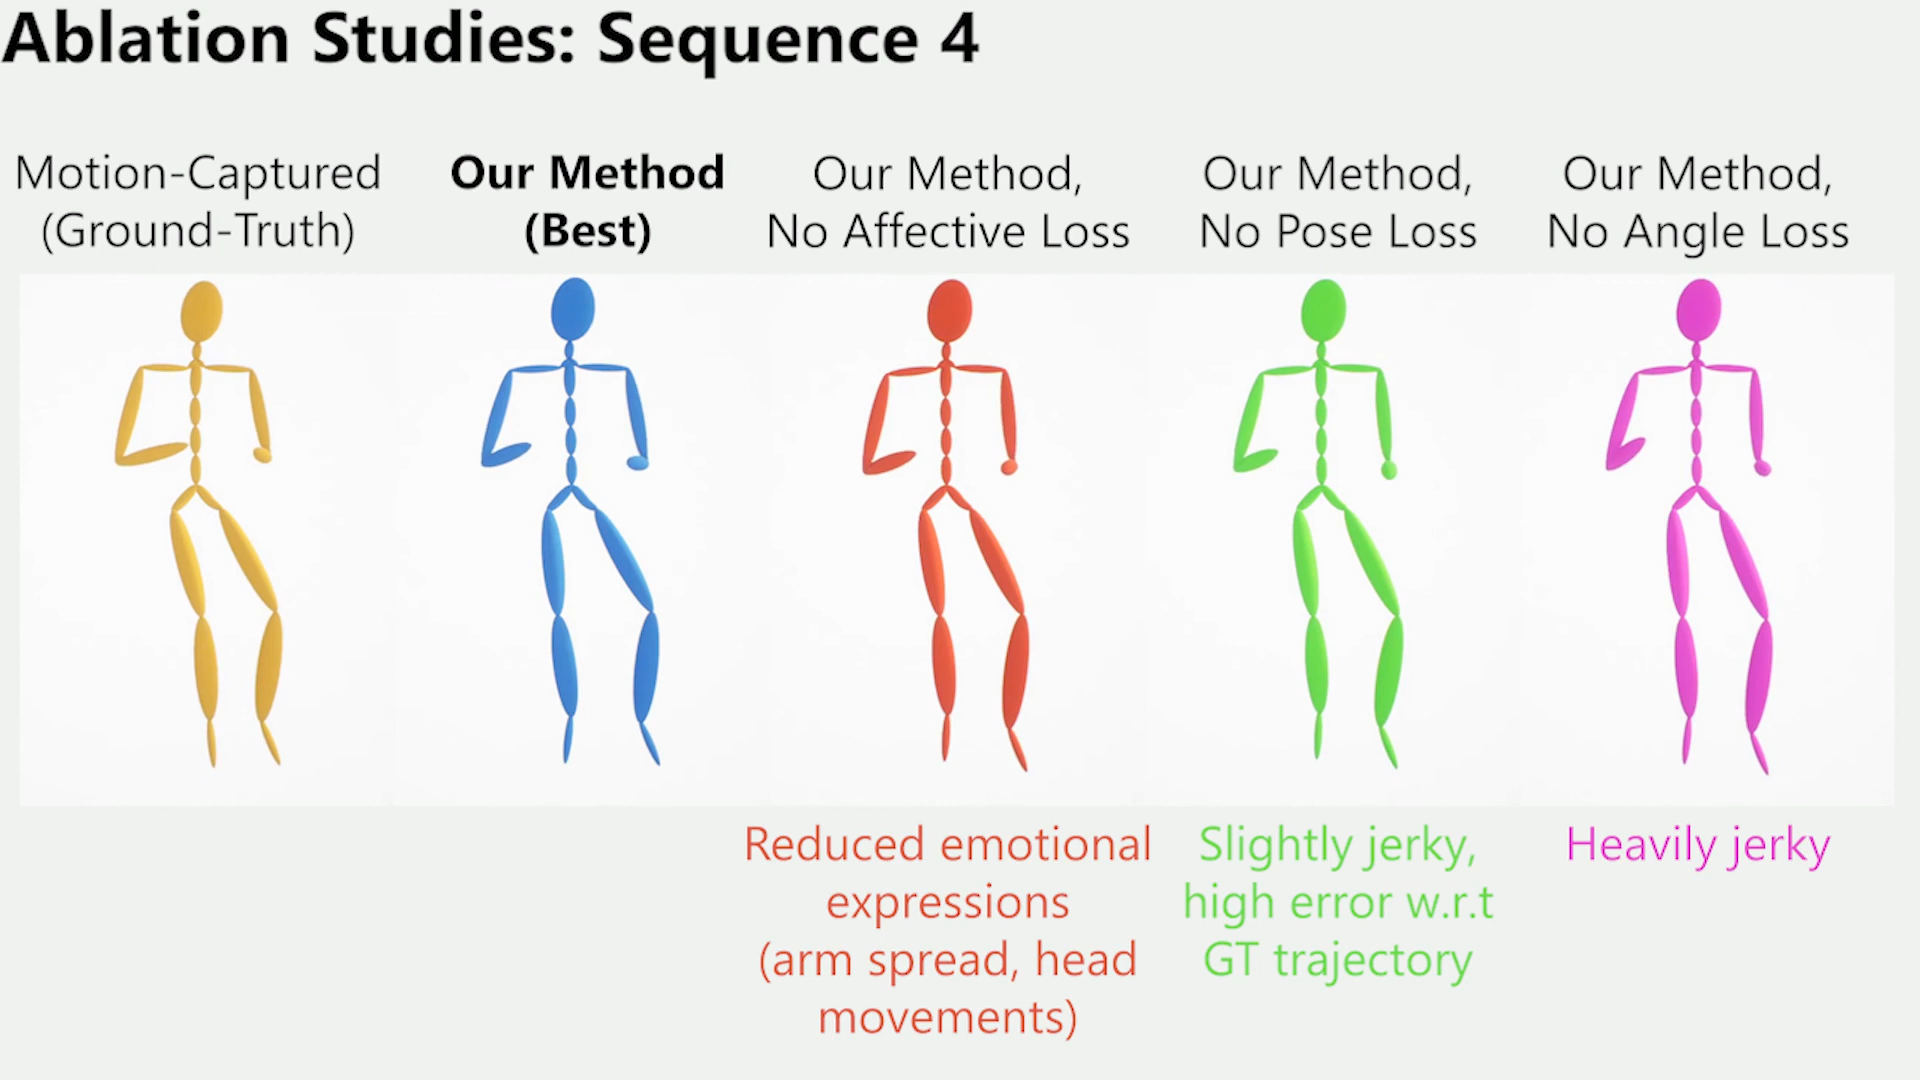 Ablation Studies: Sequence 4
Motion-Captured
(Ground-Truth)
Our Method
(Best)
Our Method,
No Affective Loss
Our Method,
No Pose Loss
Our Method,
No Angle Loss
Reduced emotional
expressions
(arm spread, head
movements)
Slightly jerky,
high error w.r.t
GT trajectory
Heavily jerky